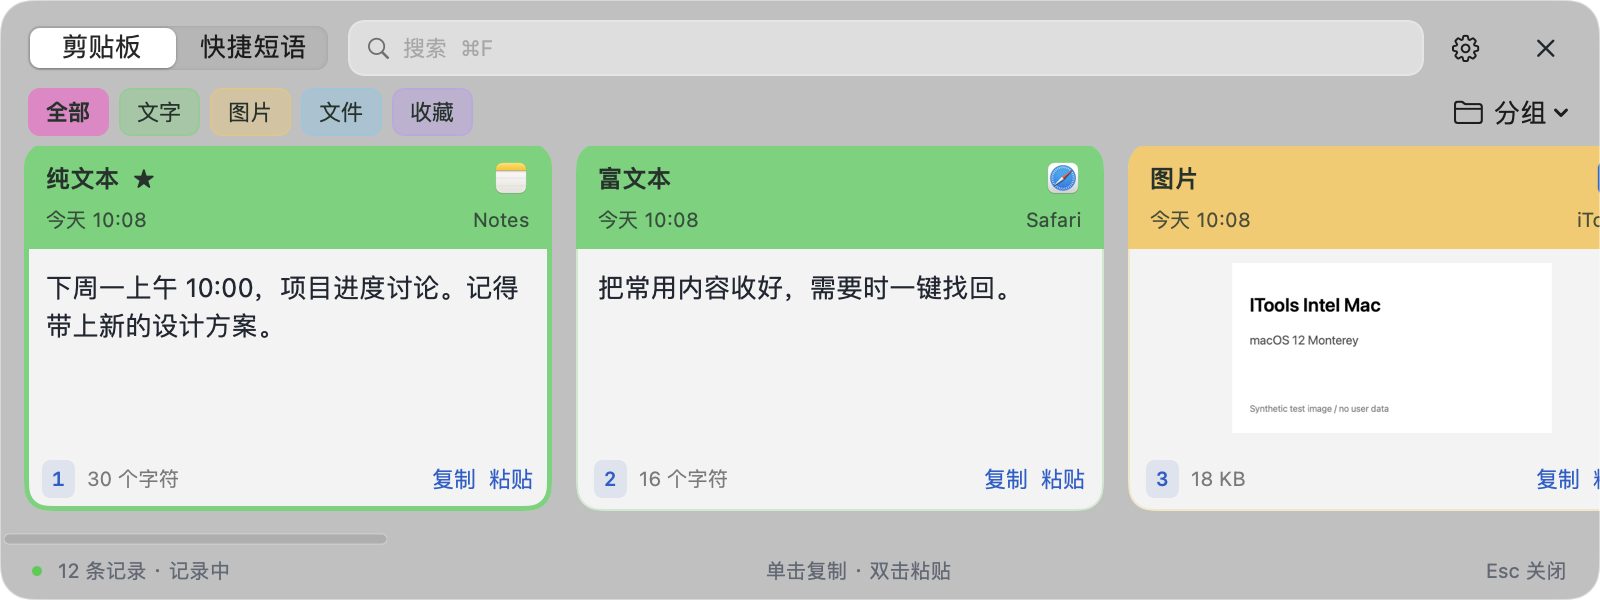 剪贴板 快捷短语 搜索 ⌘F
全部 文字 图片 文件 收藏 分组
纯文本 ★
今天 10:08 Notes
下周一上午 10:00，项目进度讨论。记得
带上新的设计方案。
1 30 个字符 复制 粘贴
富文本
今天 10:08 Safari
把常用内容收好，需要时一键找回。
2 16 个字符 复制 粘贴
图片
今天 10:08
ITools Intel Mac
macOS 12 Monterey
Synthetic test image / no user data
3 18 KB 复制
12 条记录 · 记录中 单击复制 · 双击粘贴 Esc 关闭